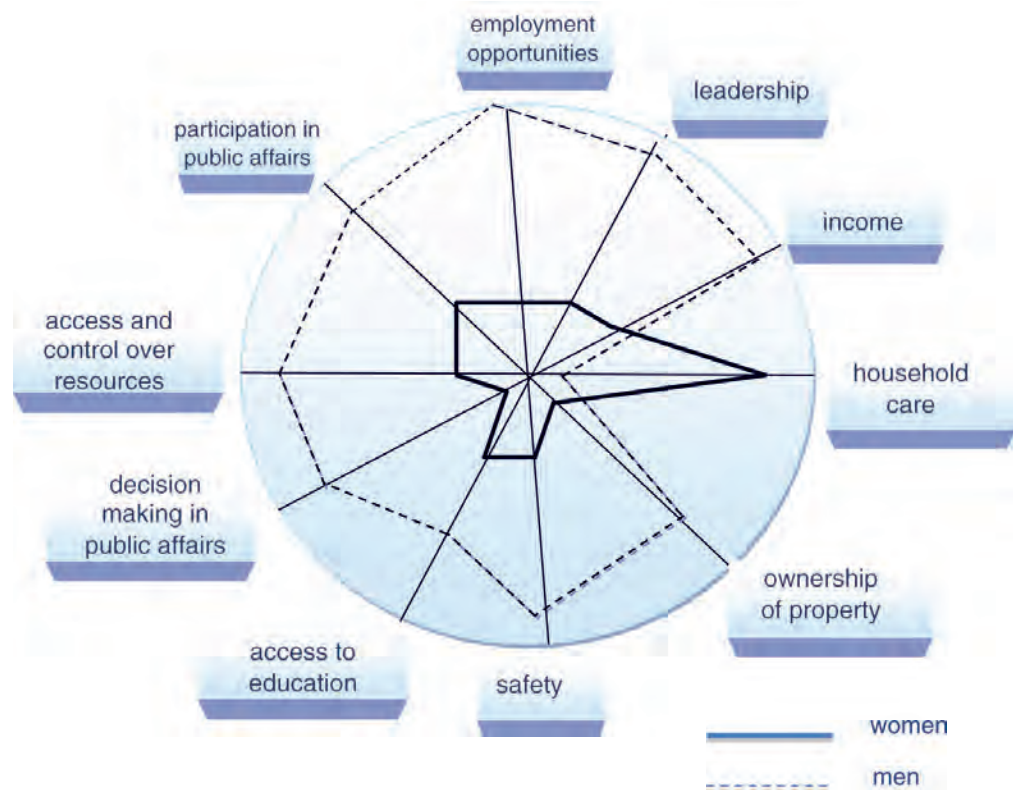 employment
opportunities
leadership
participation in
public affairs
income
access and
control over
resources
household
care
decision
making in
public affairs
ownership
of property
access to
education
safety
women
men